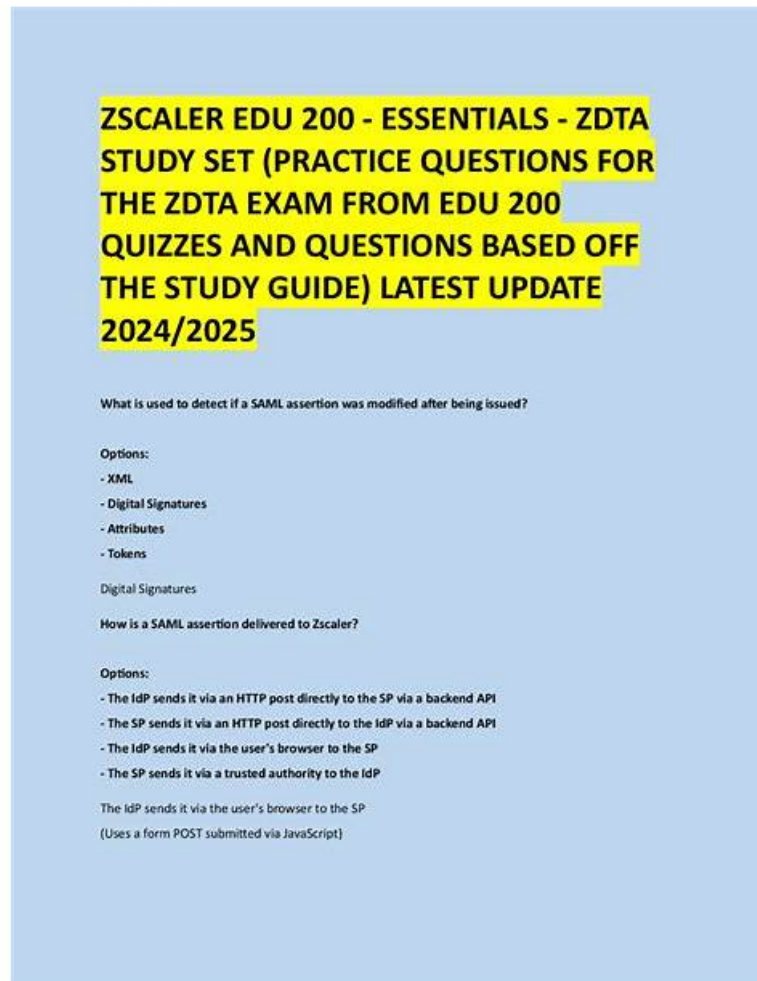 ZSCALER EDU 200 - ESSENTIALS - ZDTA
STUDY SET (PRACTICE QUESTIONS FOR
THE ZDTA EXAM FROM EDU 200
QUIZZES AND QUESTIONS BASED OFF
THE STUDY GUIDE) LATEST UPDATE
2024/2025
What is used to detect if a SAML assertion was modified after being issued?
Options:
- XML
- Digital Signatures
- Attributes
- Tokens
Digital Signatures
How is a SAML assertion delivered to Zscaler?
Options:
- The IdP sends it via an HTTP post directly to the SP via a backend API
- The SP sends it via an HTTP post directly to the IdP via a backend API
- The IdP sends it via the user's browser to the SP
- The SP sends it via a trusted authority to the IdP
The IdP sends it via the user's browser to the SP
(Uses a form POST submitted via JavaScript)